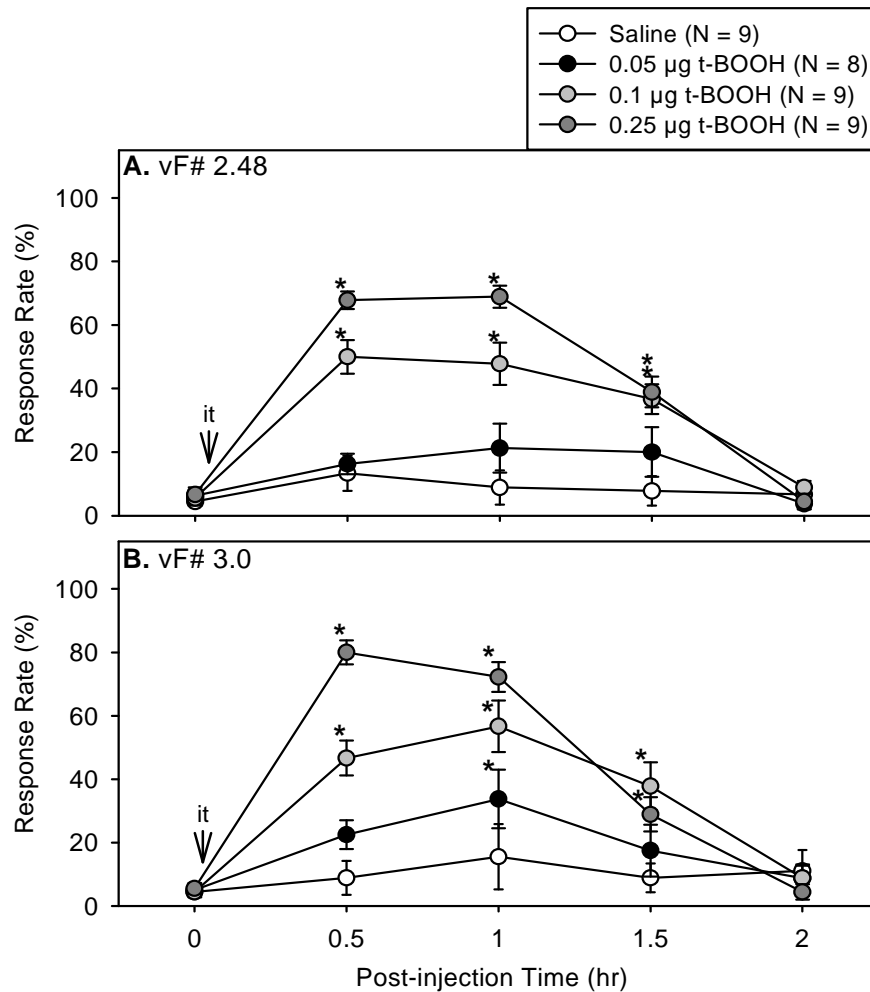 Saline (N = 9)
0.05 µg t-BOOH (N = 8)
0.1 µg t-BOOH (N = 9)
0.25 µg t-BOOH (N = 9)
A. vF# 2.48
100
80
60
40
20
0
Response Rate (%)
it
*
*
*
*
*
*
B. vF# 3.0
100
80
60
40
20
0
Response Rate (%)
it
*
*
*
*
*
*
*
0 0.5 1 1.5 2
Post-injection Time (hr)